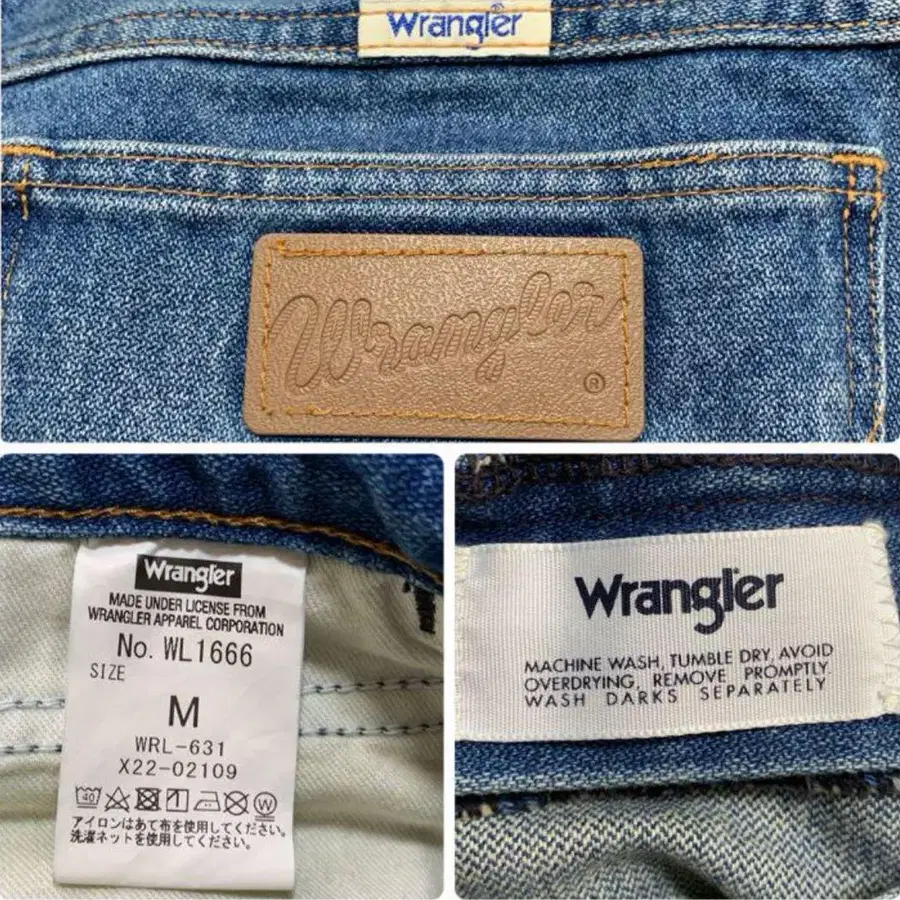 Wrangler
Wrangler
®
Wrangler
MADE UNDER LICENSE FROM
WRANGLER APPAREL CORPORATION
No. WL1666
SIZE
M
WRL-631
X22-02109
40
W
アイロンはあて布を使用してください。
洗濯ネットを使用してください。
Wrangler
MACHINE WASH, TUMBLE DRY, AVOID
OVERDRYING, REMOVE PROMPTLY.
WASH DARKS SEPARATELY